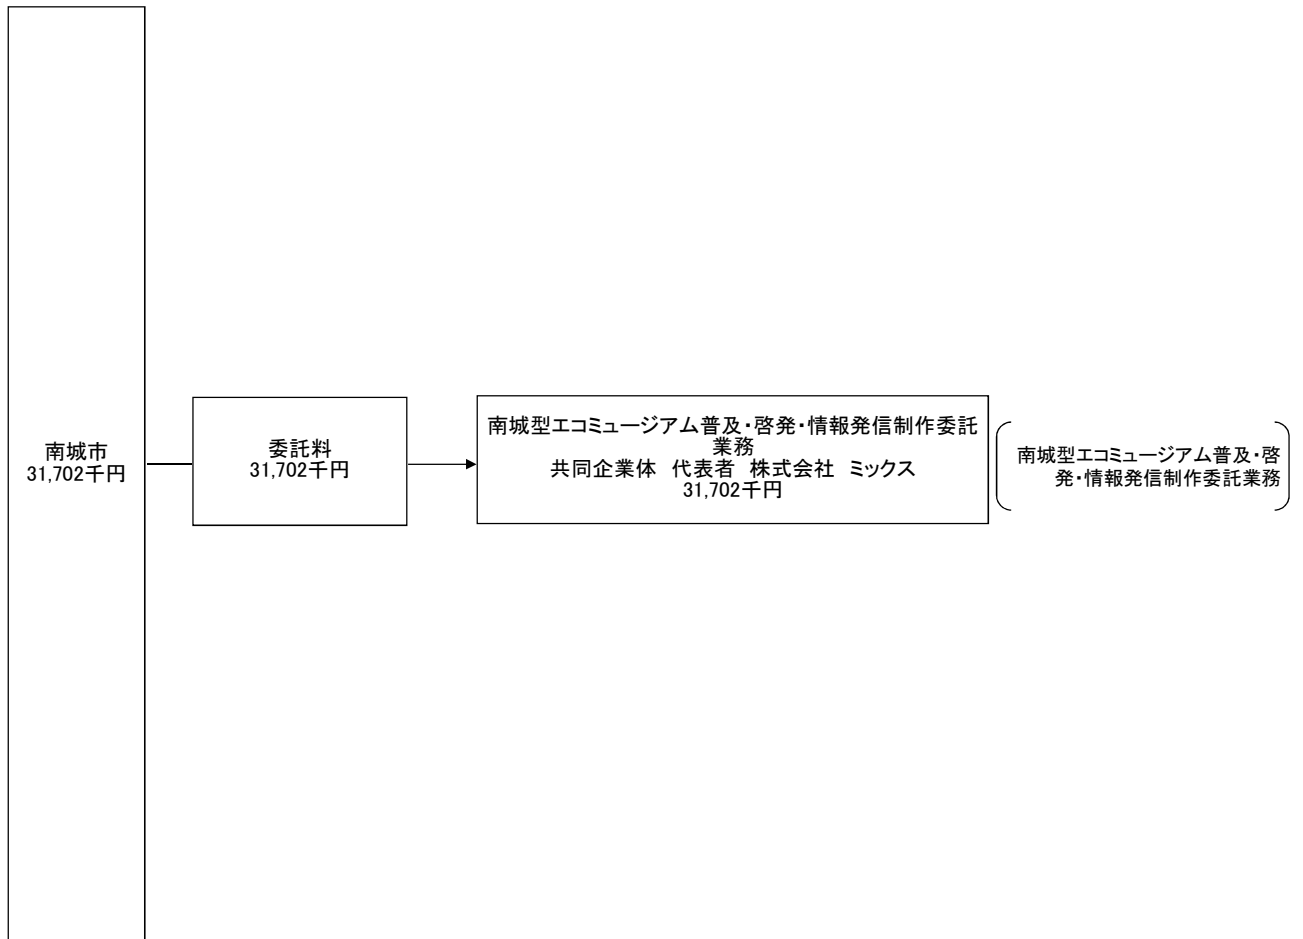 南城市
31,702千円
委託料
31,702千円
南城型エコミュージアム普及・啓発・情報発信制作委託
業務
共同企業体　代表者　株式会社　ミックス
31,702千円
南城型エコミュージアム普及・啓
発・情報発信制作委託業務